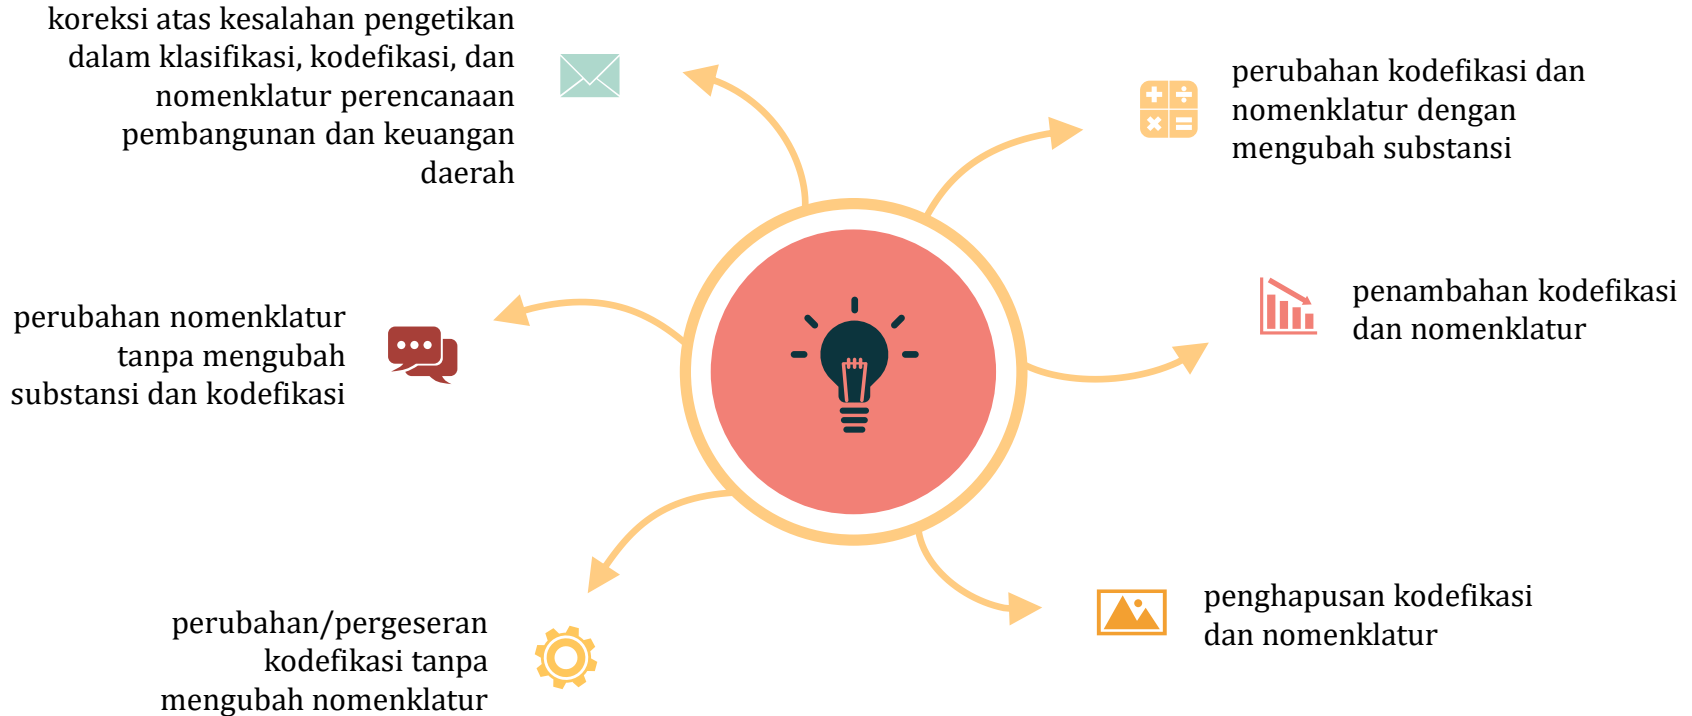 koreksi atas kesalahan pengetikan
dalam klasifikasi, kodefikasi, dan
nomenklatur perencanaan
pembangunan dan keuangan
daerah
perubahan nomenklatur
tanpa mengubah
substansi dan kodefikasi
perubahan/pergeseran
kodefikasi tanpa
mengubah nomenklatur
perubahan kodefikasi dan
nomenklatur dengan
mengubah substansi
penambahan kodefikasi
dan nomenklatur
penghapusan kodefikasi
dan nomenklatur